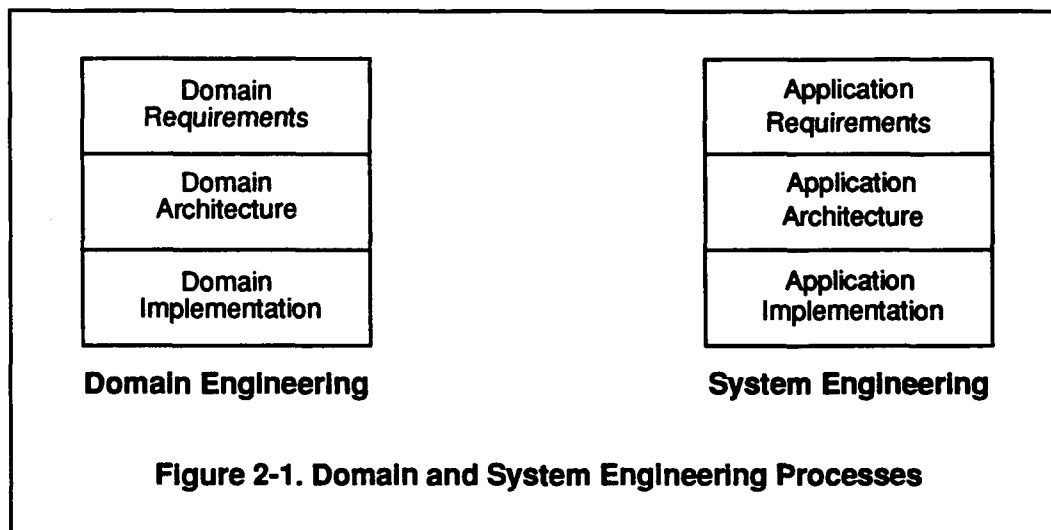 Domain
Requirements
Domain
Architecture
Domain
Implementation
Domain Engineering
Application
Requirements
Application
Architecture
Application
Implementation
System Engineering
Figure 2-1. Domain and System Engineering Processes